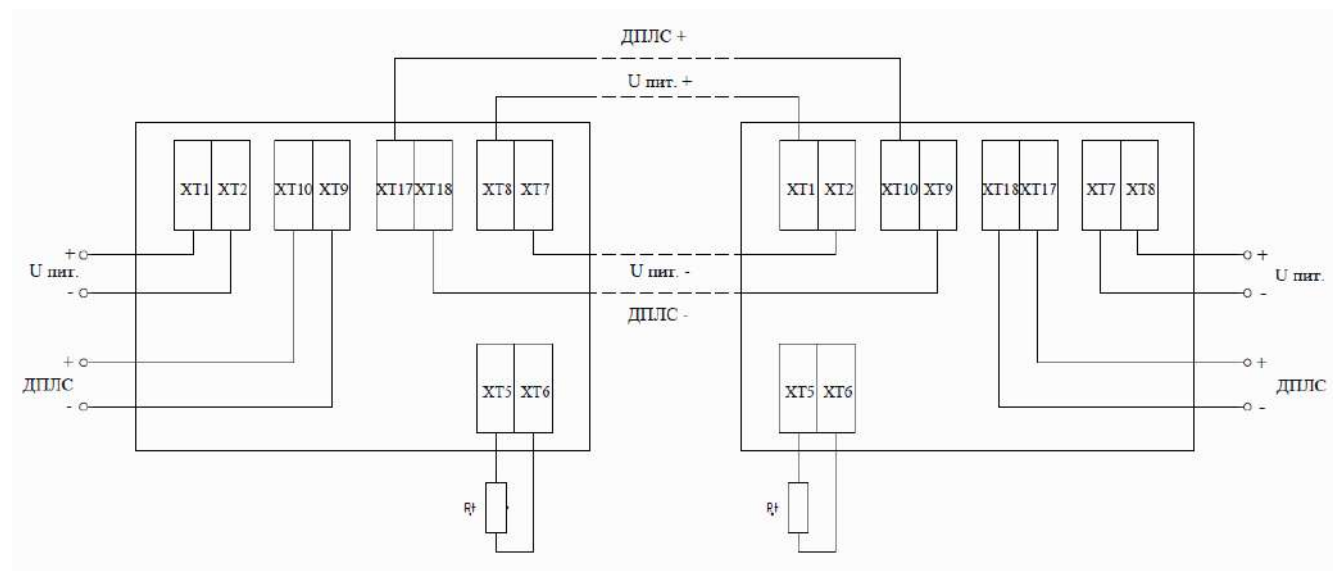 ДПЛС +
U пит. +
XT1 XT2 XT10 XT9 XT17 XT18 XT8 XT7
XT1 XT2 XT10 XT9 XT18 XT17 XT7 XT8
+
U пит.
-
U пит. -
ДПЛС -
+
U пит.
-
+
ДПЛС
-
XT5 XT6
XT5 XT6
+
ДПЛС
-
Rt
Rt